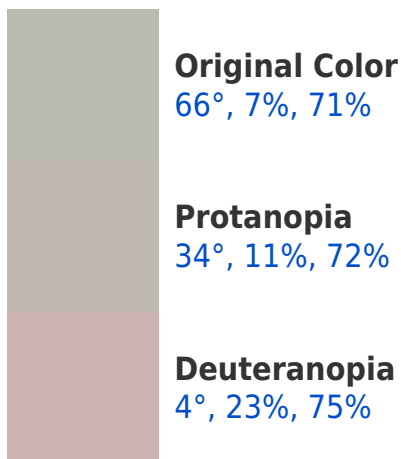 Original Color
66°, 7%, 71%
Protanopia
34°, 11%, 72%
Deuteranopia
4°, 23%, 75%